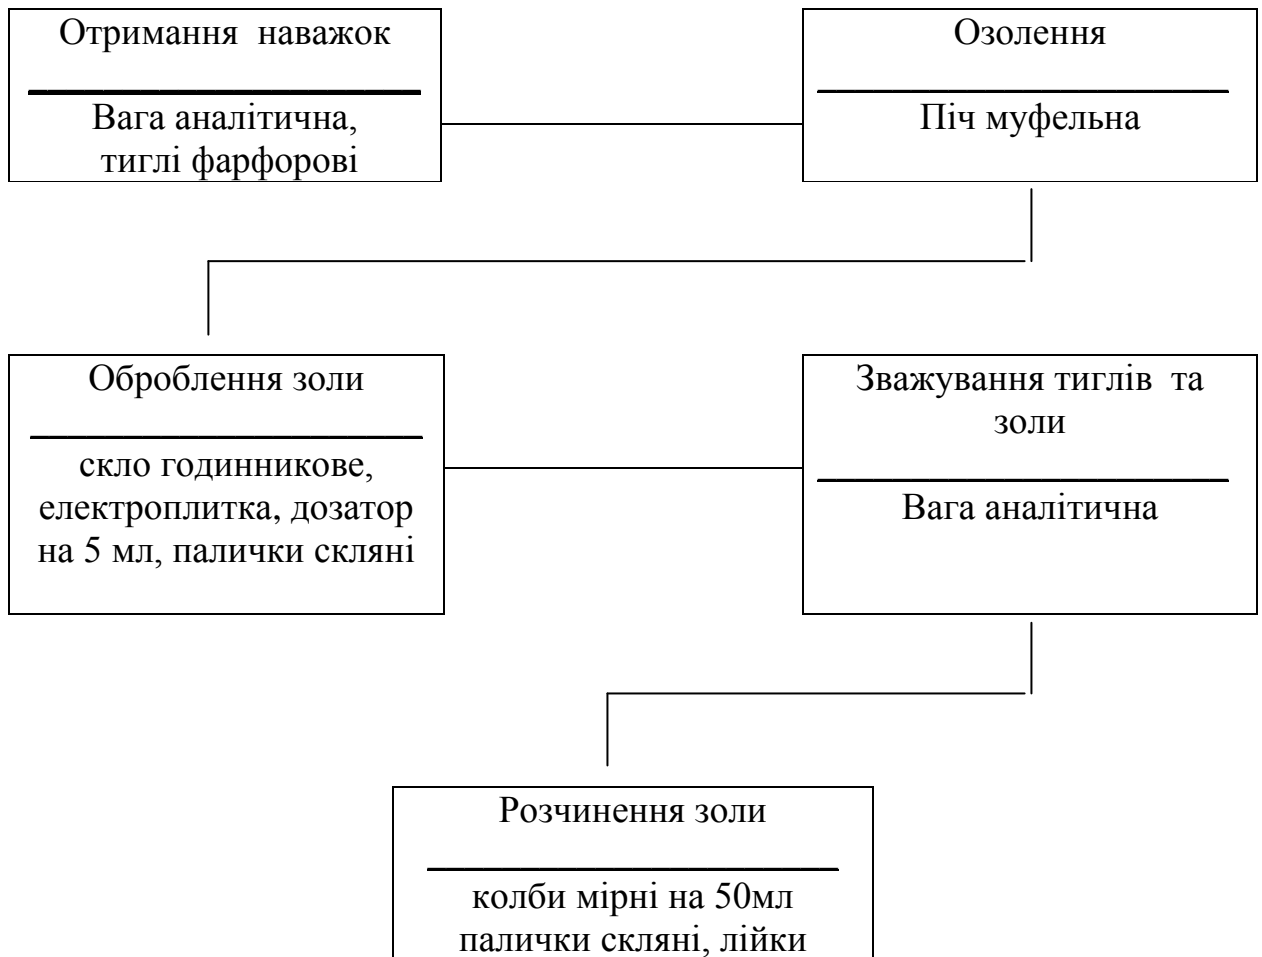 Отримання наважок
Вага аналітична,
тиглі фарфорові
Озолення
Піч муфельна
Оброблення золи
скло годинникове,
електроплитка, дозатор
на 5 мл, палички скляні
Зважування тиглів та
золи
Вага аналітична
Розчинення золи
колби мірні на 50мл
палички скляні, лійки